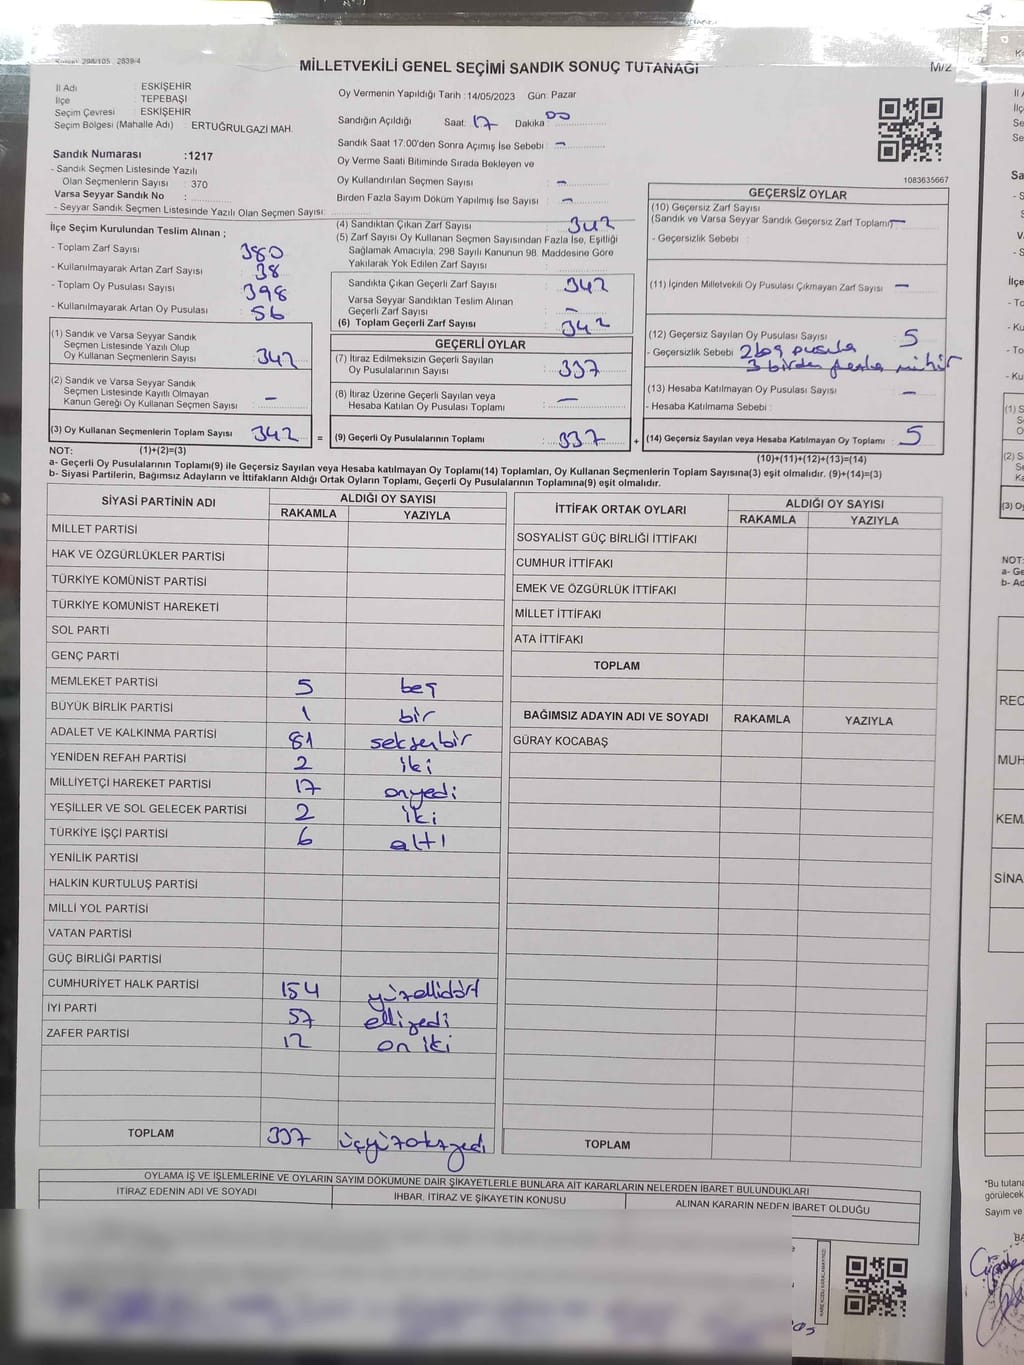 MİLLETVEKİLİ GENEL SEÇİMİ SANDIK SONUÇ TUTANAĞI
M/2
İl Adı : ESKİŞEHİR
İlçe : TEPEBAŞI
Seçim Çevresi : ESKİŞEHİR
Seçim Bölgesi (Mahalle Adı) : ERTUĞRULGAZİ MAH.
Sandık Numarası :1217
- Sandık Seçmen Listesinde Yazılı
Olan Seçmenlerin Sayısı : 370
Varsa Seyyar Sandık No :
- Seyyar Sandık Seçmen Listesinde Yazılı Olan Seçmen Sayısı:
Oy Vermenin Yapıldığı Tarih : 14/05/2023 Gün: Pazar
Sandığın Açıldığı Saat: 17 Dakika 00
Sandık Saat 17:00'den Sonra Açımış İse Sebebi : -
Oy Verme Saati Bitiminde Sırada Bekleyen ve
Oy Kullandırılan Seçmen Sayısı : -
Birden Fazla Sayım Döküm Yapılmış İse Sayısı : -
1083635667
İlçe Seçim Kurulundan Teslim Alınan ;
- Toplam Zarf Sayısı : 380
- Kullanılmayarak Artan Zarf Sayısı : 38
- Toplam Oy Pusulası Sayısı : 398
- Kullanılmayarak Artan Oy Pusulası : 56
(1) Sandık ve Varsa Seyyar Sandık
Seçmen Listesinde Yazılı Olup
Oy Kullanan Seçmenlerin Sayısı : 342
(2) Sandık ve Varsa Seyyar Sandık
Seçmen Listesinde Kayıtlı Olmayan
Kanun Gereği Oy Kullanan Seçmen Sayısı : -
(3) Oy Kullanan Seçmenlerin Toplam Sayısı : 342
(4) Sandıktan Çıkan Zarf Sayısı : 342
(5) Zarf Sayısı Oy Kullanan Seçmen Sayısından Fazla İse, Eşitliği
Sağlamak Amacıyla, 298 Sayılı Kanunun 98. Maddesine Göre
Yakılarak Yok Edilen Zarf Sayısı :
Sandıkta Çıkan Geçerli Zarf Sayısı : 342
Varsa Seyyar Sandıktan Teslim Alınan
Geçerli Zarf Sayısı : -
(6) Toplam Geçerli Zarf Sayısı : 342
GEÇERLİ OYLAR
(7) İtiraz Edilmeksizin Geçerli Sayılan
Oy Pusulalarının Sayısı : 337
(8) İtiraz Üzerine Geçerli Sayılan veya
Hesaba Katılan Oy Pusulaları Toplamı : -
= (9) Geçerli Oy Pusulalarının Toplamı : 337 +
GEÇERSİZ OYLAR
(10) Geçersiz Zarf Sayısı
(Sandık ve Varsa Seyyar Sandık Geçersiz Zarf Toplamı) -
- Geçersizlik Sebebi :
(11) İçinden Milletvekili Oy Pusulası Çıkmayan Zarf Sayısı : -
(12) Geçersiz Sayılan Oy Pusulası Sayısı : 5
- Geçersizlik Sebebi : 2 boş pusula
3 birden fazla mühür
(13) Hesaba Katılmayan Oy Pusulası Sayısı : -
- Hesaba Katılmama Sebebi :
(14) Geçersiz Sayılan veya Hesaba Katılmayan Oy Toplamı : 5
NOT: (1)+(2)=(3)
(10)+(11)+(12)+(13)=(14)
a- Geçerli Oy Pusulalarının Toplamı(9) ile Geçersiz Sayılan veya Hesaba katılmayan Oy Toplamı(14) Toplamları, Oy Kullanan Seçmenlerin Toplam Sayısına(3) eşit olmalıdır. (9)+(14)=(3)
b- Siyasi Partilerin, Bağımsız Adayların ve İttifakların Aldığı Ortak Oyların Toplamı, Geçerli Oy Pusulalarının Toplamına(9) eşit olmalıdır.
SİYASİ PARTİNİN ADI ALDIĞI OY SAYISI
RAKAMLA YAZIYLA
MİLLET PARTİSİ
HAK VE ÖZGÜRLÜKLER PARTİSİ
TÜRKİYE KOMÜNİST PARTİSİ
TÜRKİYE KOMÜNİST HAREKETİ
SOL PARTİ
GENÇ PARTİ
MEMLEKET PARTİSİ 5 beş
BÜYÜK BİRLİK PARTİSİ 1 bir
ADALET VE KALKINMA PARTİSİ 81 seksenbir
YENİDEN REFAH PARTİSİ 2 iki
MİLLİYETÇİ HAREKET PARTİSİ 17 onyedi
YEŞİLLER VE SOL GELECEK PARTİSİ 2 iki
TÜRKİYE İŞÇİ PARTİSİ 6 altı
YENİLİK PARTİSİ
HALKIN KURTULUŞ PARTİSİ
MİLLİ YOL PARTİSİ
VATAN PARTİSİ
GÜÇ BİRLİĞİ PARTİSİ
CUMHURİYET HALK PARTİSİ 154 yüzellidört
İYİ PARTİ 57 elliyedi
ZAFER PARTİSİ 12 on iki
TOPLAM 337 üçyüzotuzyedi
İTTİFAK ORTAK OYLARI ALDIĞI OY SAYISI
RAKAMLA YAZIYLA
SOSYALİST GÜÇ BİRLİĞİ İTTİFAKI
CUMHUR İTTİFAKI
EMEK VE ÖZGÜRLÜK İTTİFAKI
MİLLET İTTİFAKI
ATA İTTİFAKI
TOPLAM
BAĞIMSIZ ADAYIN ADI VE SOYADI RAKAMLA YAZIYLA
GÜRAY KOCABAŞ
TOPLAM
OYLAMA İŞ VE İŞLEMLERİNE VE OYLARIN SAYIM DÖKÜMÜNE DAİR ŞİKAYETLERLE BUNLARA AİT KARARLARIN NELERDEN İBARET BULUNDUKLARI
İTİRAZ EDENİN ADI VE SOYADI İHBAR, İTİRAZ VE ŞİKAYETİN KONUSU ALINAN KARARIN NEDEN İBARET OLDUĞU